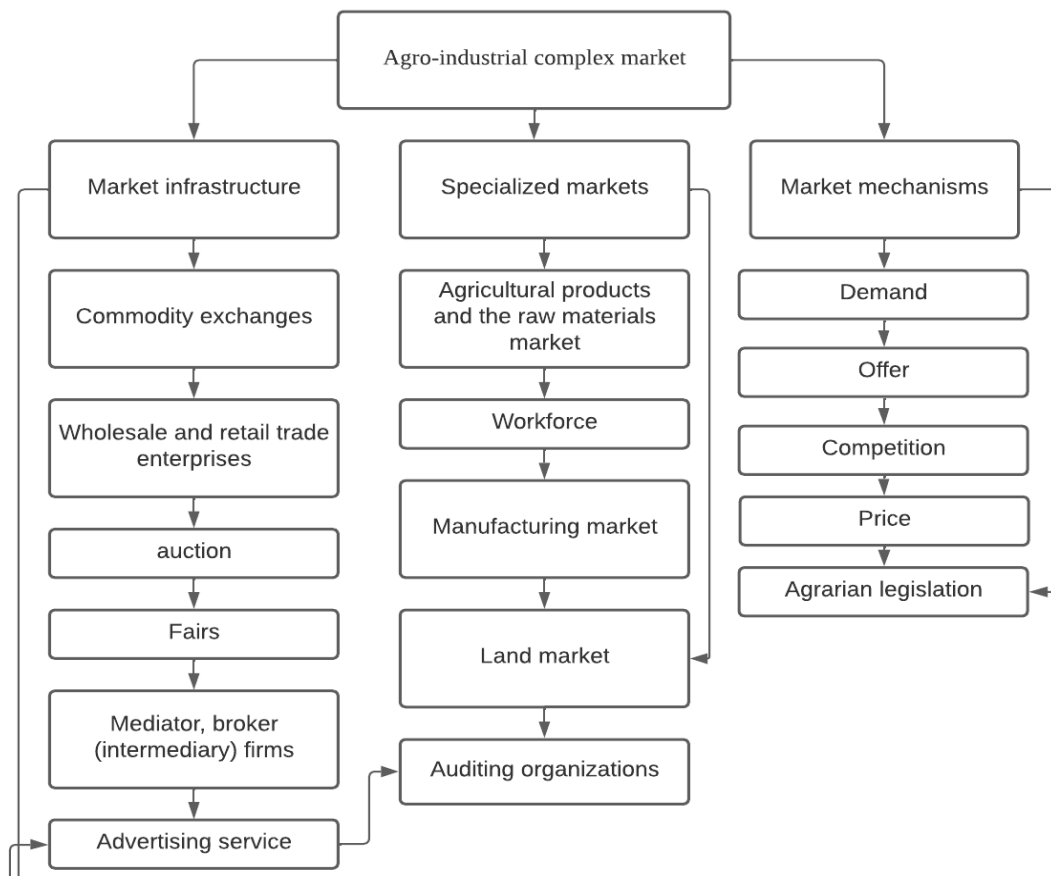 Agro-industrial complex market
Market infrastructure
Specialized markets
Market mechanisms
Commodity exchanges
Agricultural products
and the raw materials
market
Demand
Offer
Wholesale and retail trade
enterprises
Workforce
Competition
Manufacturing market
Price
auction
Agrarian legislation
Fairs
Land market
Mediator, broker
(intermediary) firms
Auditing organizations
Advertising service